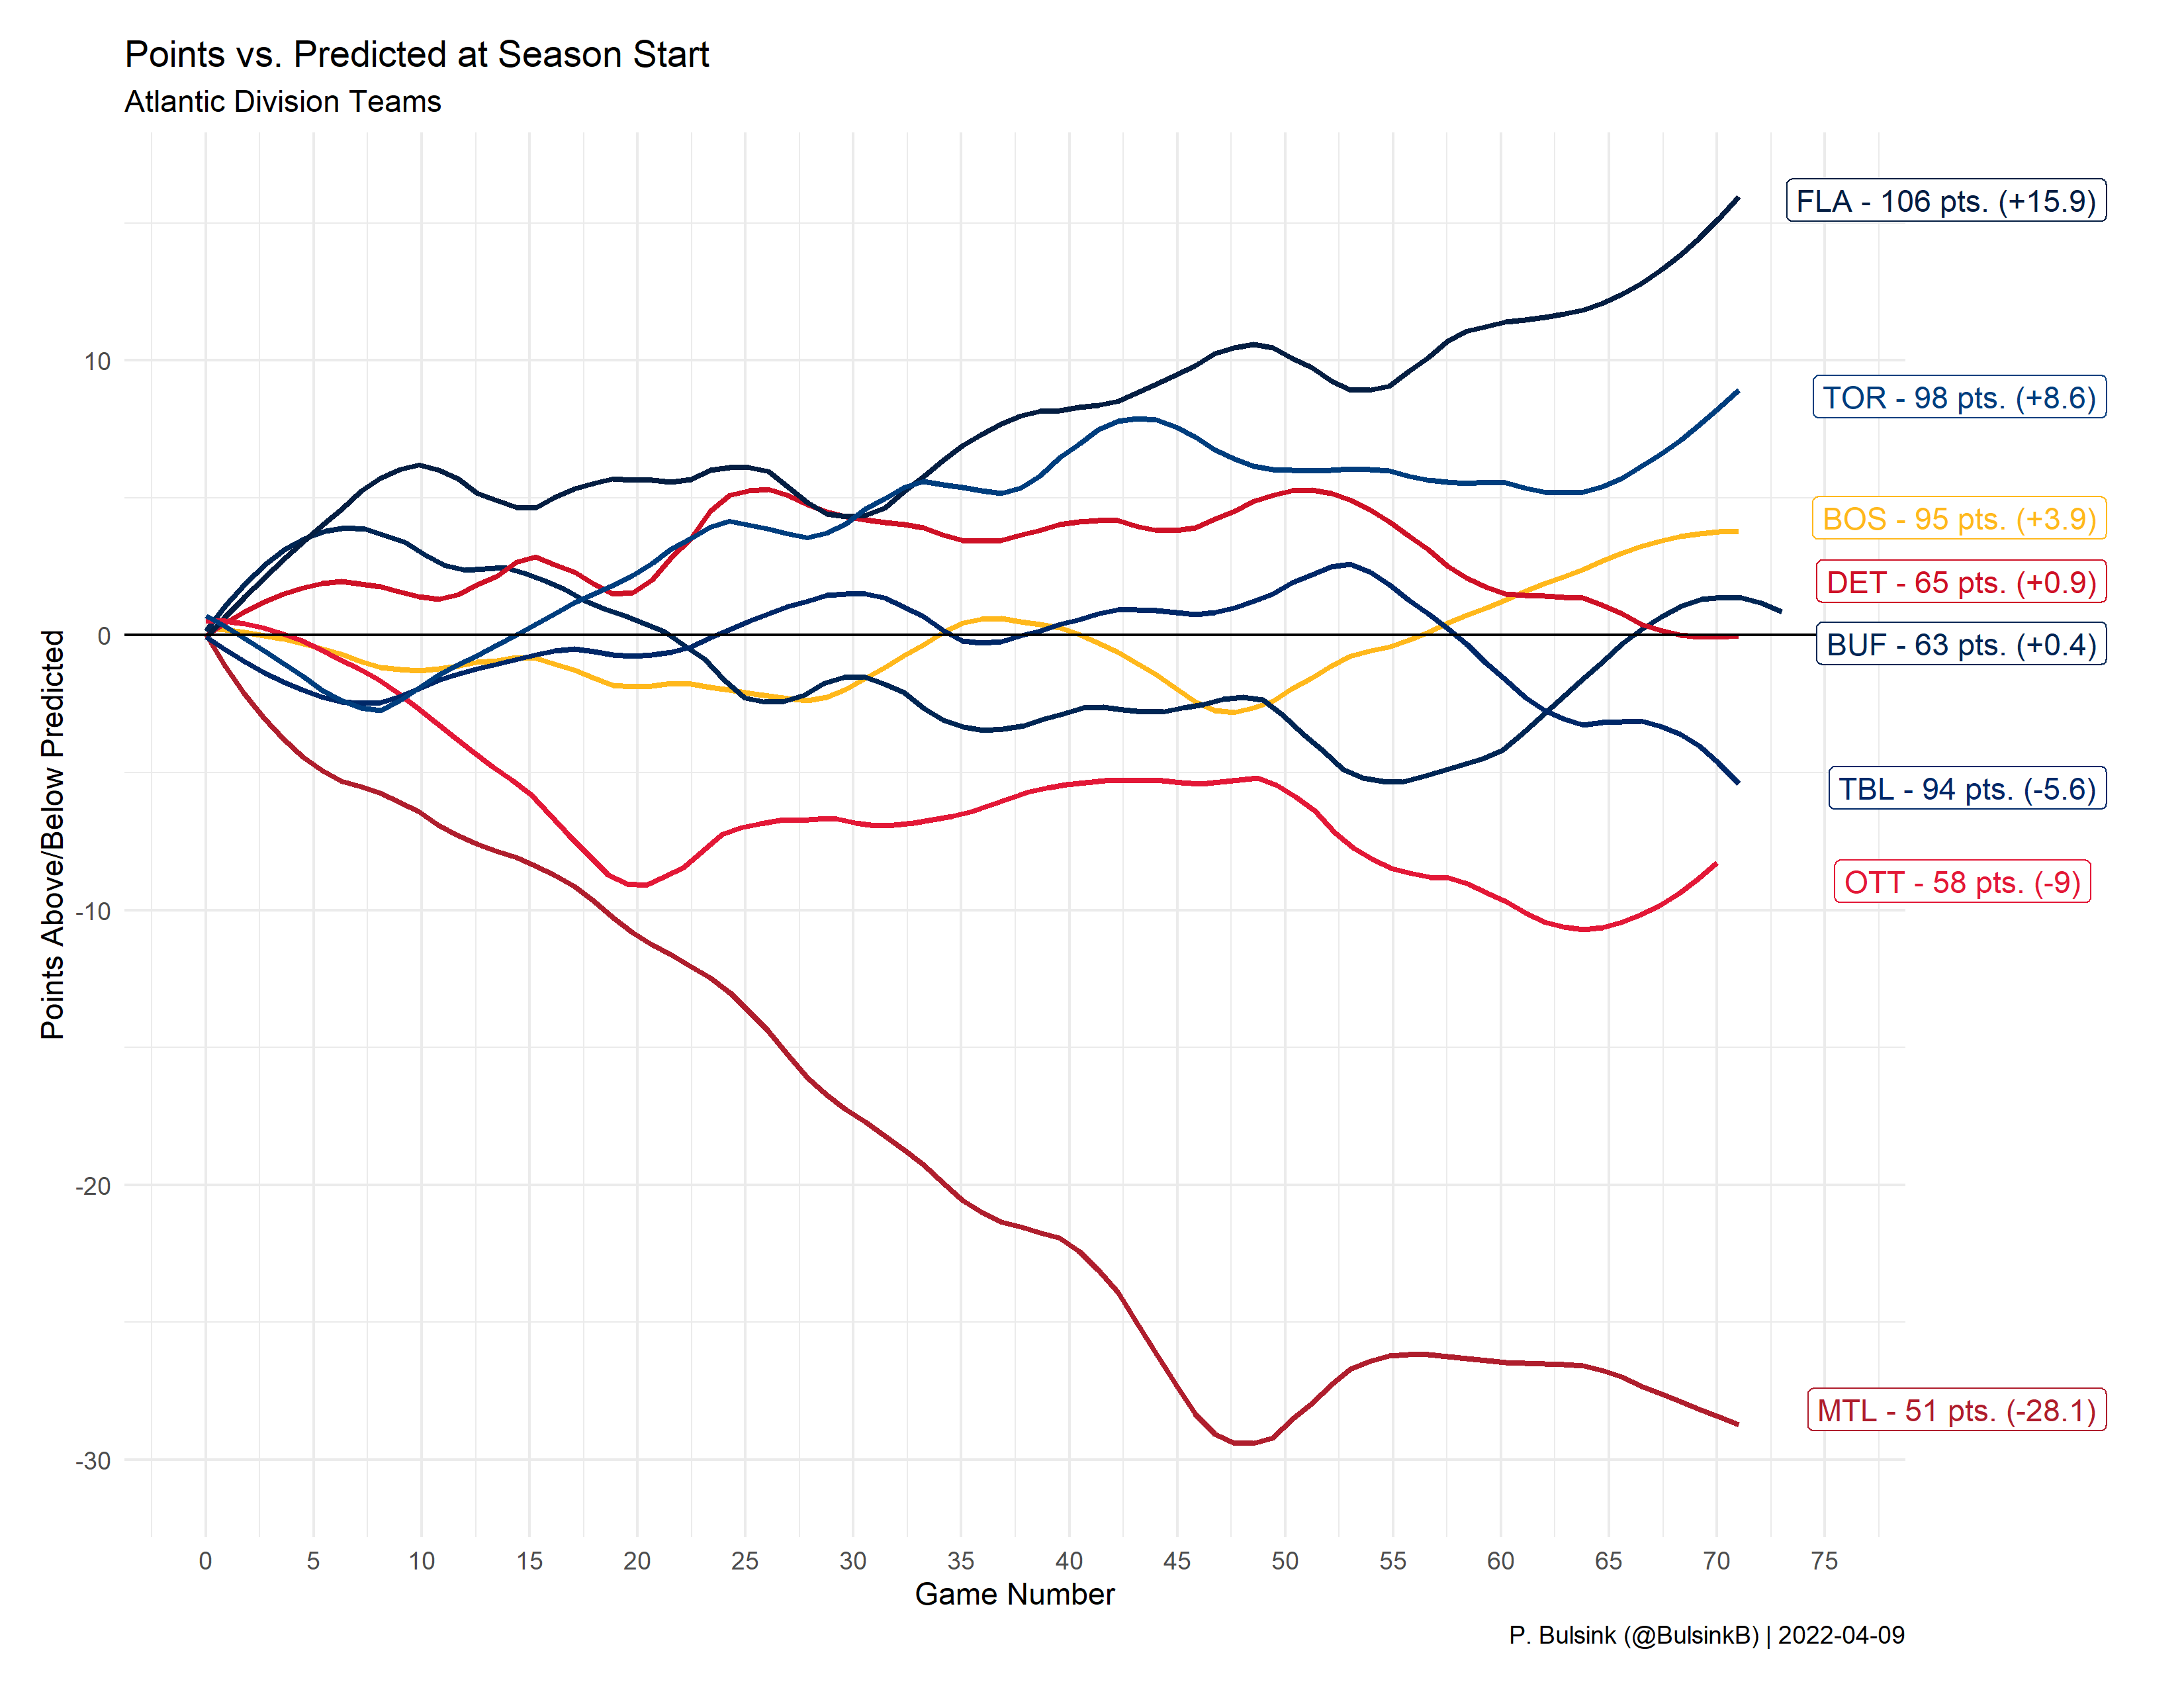 Points vs. Predicted at Season Start
Atlantic Division Teams
FLA - 106 pts. (+15.9)
TOR - 98 pts. (+8.6)
BOS - 95 pts. (+3.9)
DET - 65 pts. (+0.9)
BUF - 63 pts. (+0.4)
TBL - 94 pts. (-5.6)
OTT - 58 pts. (-9)
MTL - 51 pts. (-28.1)
Points Above/Below Predicted
10
0
-10
-20
-30
0 5 10 15 20 25 30 35 40 45 50 55 60 65 70 75
Game Number
P. Bulsink (@BulsinkB) | 2022-04-09